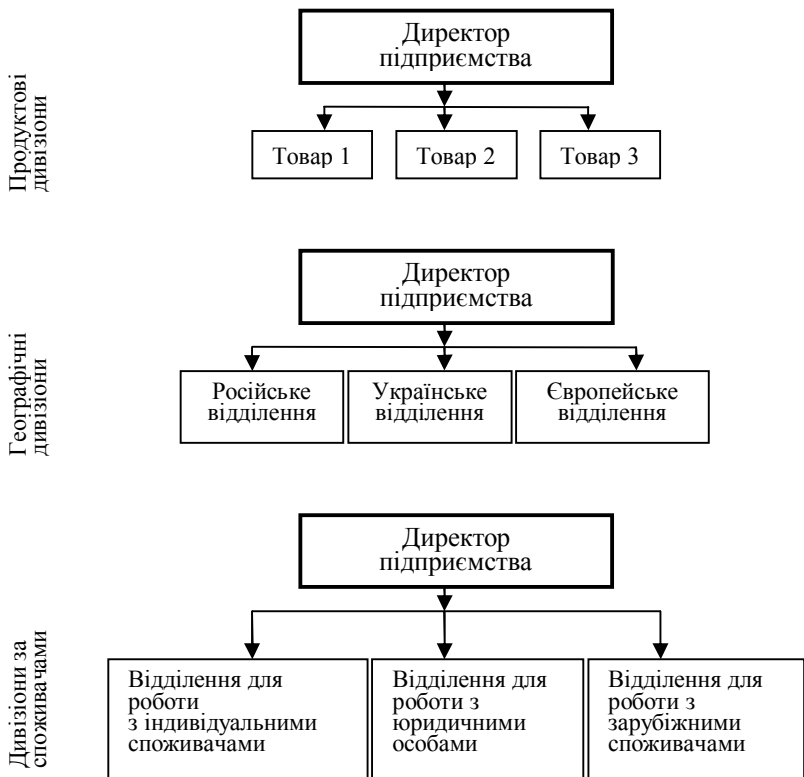 Продуктові
дивізіони
Директор
підприємства
Товар 1
Товар 2
Товар 3
Географічні
дивізіони
Директор
підприємства
Російське
відділення
Українське
відділення
Європейське
відділення
Дивізіони за
споживачами
Директор
підприємства
Відділення для
роботи
з індивідуальними
споживачами
Відділення для
роботи з
юридичними
особами
Відділення для
роботи з
зарубіжними
споживачами